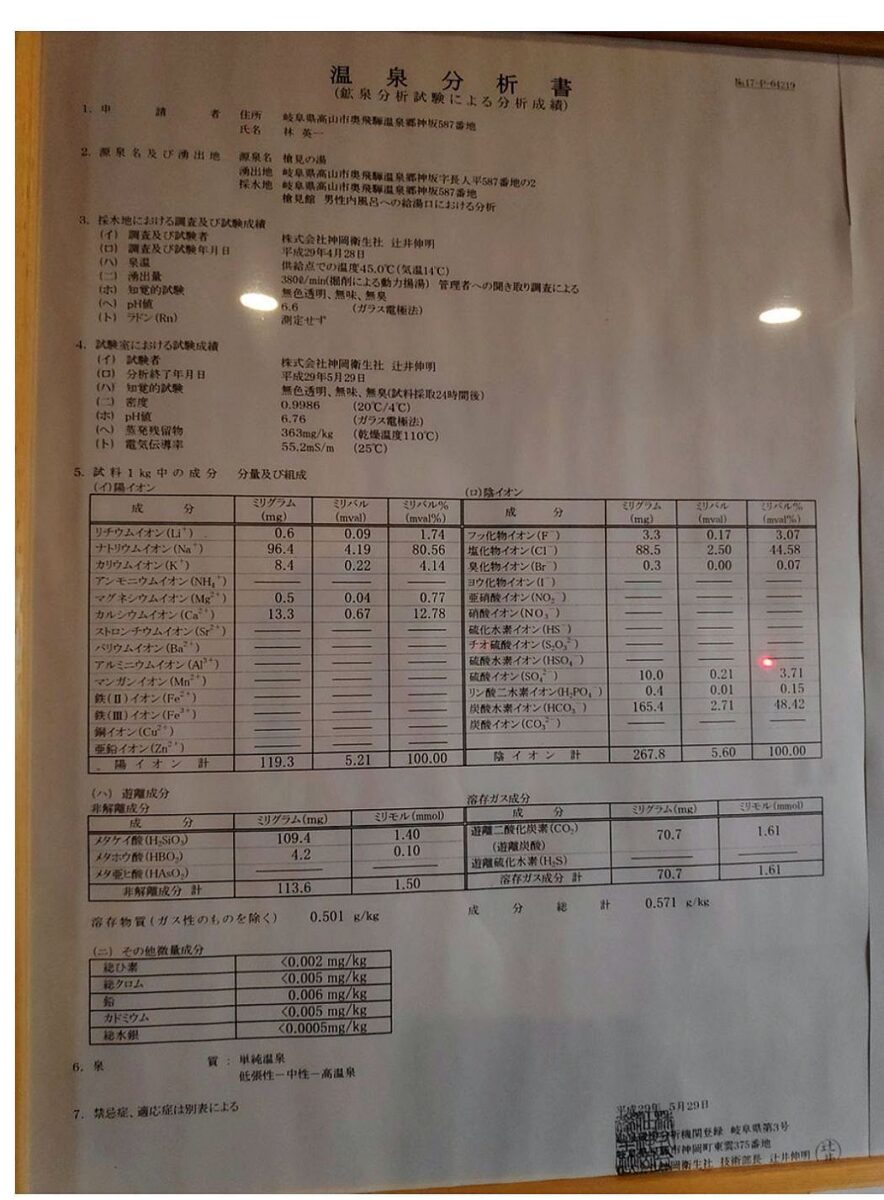 温泉分析書
(鉱泉分析試験による分析成績)
№17-P-04219
1. 申請者 住所 岐阜県高山市奥飛騨温泉郷神坂587番地
氏名 林 英一
2. 源泉名及び湧出地 源泉名 槍見の湯
湧出地 岐阜県高山市奥飛騨温泉郷神坂字長人平587番地の2
採水地 岐阜県高山市奥飛騨温泉郷神坂587番地
槍見館 男性内風呂への給湯口における分析
3. 採水地における調査及び試験成績
(イ) 調査及び試験者 株式会社神岡衛生社 辻井伸明
(ロ) 調査及び試験年月日 平成29年4月28日
(ハ) 泉温 供給点での温度45.0℃(気温14℃)
(ニ) 湧出量 380ℓ/min(掘削による動力揚湯) 管理者への聞き取り調査による
(ホ) 知覚的試験 無色透明、無味、無臭
(ヘ) pH値 6.6 (ガラス電極法)
(ト) ラドン(Rn) 測定せず
4. 試験室における試験成績
(イ) 試験者 株式会社神岡衛生社 辻井伸明
(ロ) 分析終了年月日 平成29年5月29日
(ハ) 知覚的試験 無色透明、無味、無臭(試料採取24時間後)
(ニ) 密度 0.9986 (20℃/4℃)
(ホ) pH値 6.76 (ガラス電極法)
(ヘ) 蒸発残留物 363mg/kg (乾燥温度110℃)
(ト) 電気伝導率 55.2mS/m (25℃)
5. 試料1kg中の成分 分量及び組成
(イ)陽イオン
成分 ミリグラム(mg) ミリバル(mval) ミリバル%(mval%)
リチウムイオン(Li⁺) 0.6 0.09 1.74
ナトリウムイオン(Na⁺) 96.4 4.19 80.56
カリウムイオン(K⁺) 8.4 0.22 4.14
アンモニウムイオン(NH₄⁺) ── ── ──
マグネシウムイオン(Mg²⁺) 0.5 0.04 0.77
カルシウムイオン(Ca²⁺) 13.3 0.67 12.78
ストロンチウムイオン(Sr²⁺) ── ── ──
バリウムイオン(Ba²⁺) ── ── ──
アルミニウムイオン(Al³⁺) ── ── ──
マンガンイオン(Mn²⁺) ── ── ──
鉄(Ⅱ)イオン(Fe²⁺) ── ── ──
鉄(Ⅲ)イオン(Fe³⁺) ── ── ──
銅イオン(Cu²⁺) ── ── ──
亜鉛イオン(Zn²⁺) ── ── ──
陽イオン計 119.3 5.21 100.00
(ロ)陰イオン
成分 ミリグラム(mg) ミリバル(mval) ミリバル%(mval%)
フッ化物イオン(F⁻) 3.3 0.17 3.07
塩化物イオン(Cl⁻) 88.5 2.50 44.58
臭化物イオン(Br⁻) 0.3 0.00 0.07
ヨウ化物イオン(I⁻) ── ── ──
亜硝酸イオン(NO₂⁻) ── ── ──
硝酸イオン(NO₃⁻) ── ── ──
硫化水素イオン(HS⁻) ── ── ──
チオ硫酸イオン(S₂O₃²⁻) ── ── ──
硫酸水素イオン(HSO₄⁻) ── ── ──
硫酸イオン(SO₄²⁻) 10.0 0.21 3.71
リン酸二水素イオン(H₂PO₄⁻) 0.4 0.01 0.15
炭酸水素イオン(HCO₃⁻) 165.4 2.71 48.42
炭酸イオン(CO₃²⁻) ── ── ──
陰イオン計 267.8 5.60 100.00
(ハ) 遊離成分
非解離成分
成分 ミリグラム(mg) ミリモル(mmol)
メタケイ酸(H₂SiO₃) 109.4 1.40
メタホウ酸(HBO₂) 4.2 0.10
メタ亜ヒ酸(HAsO₂) ── ──
非解離成分計 113.6 1.50
溶存ガス成分
成分 ミリグラム(mg) ミリモル(mmol)
遊離二酸化炭素(CO₂) 70.7 1.61
(遊離炭酸)
遊離硫化水素(H₂S) ── ──
溶存ガス成分計 70.7 1.61
溶存物質(ガス性のものを除く) 0.501 g/kg
成分総計 0.571 g/kg
(ニ) その他微量成分
総ひ素 <0.002 mg/kg
総クロム <0.005 mg/kg
鉛 0.006 mg/kg
カドミウム <0.005 mg/kg
総水銀 <0.0005mg/kg
6. 泉質: 単純温泉
低張性－中性－高温泉
7. 禁忌症、適応症は別表による
平成29年 5月29日
分析機関登録 岐阜県第3号
市神岡町東雲375番地
岡衛生社 技術部長 辻井伸明
辻井